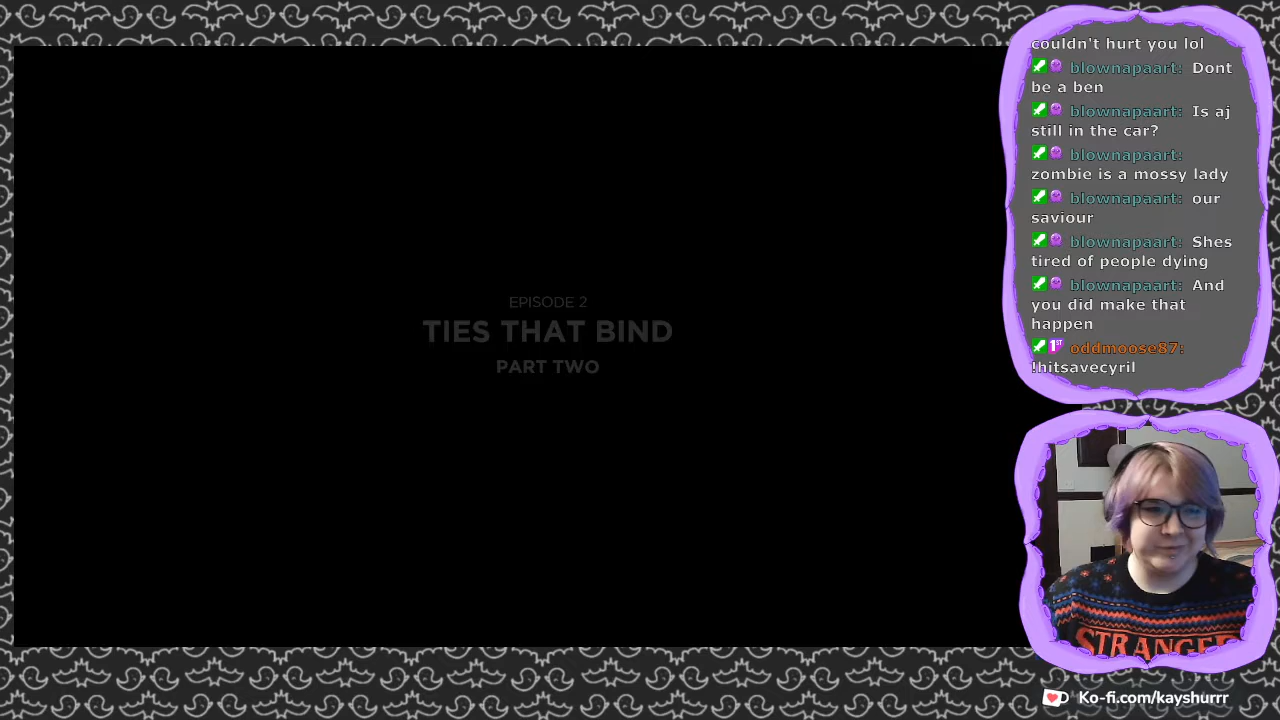 EPISODE 2
TIES THAT BIND
PART TWO
couldn't hurt you lol
blownapaart: Dont
be a ben
blownapaart: Is aj
still in the car?
blownapaart:
zombie is a mossy lady
blownapaart: our
saviour
blownapaart: Shes
tired of people dying
blownapaart: And
you did make that
happen
1ST oddmoose87:
!hitsavecyril
STRANGER
Ko-fi.com/kayshurrr